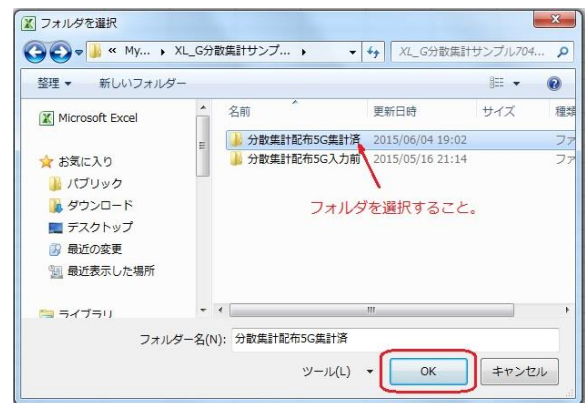 フォルダを選択
« My... › XL_G分散集計サンプ... ›
XL_G分散集計サンプル704...
整理 ▼ 新しいフォルダー
名前 更新日時 サイズ 種類
Microsoft Excel
お気に入り
パブリック
ダウンロード
デスクトップ
最近の変更
最近表示した場所
ライブラリ
分散集計配布5G集計済 2015/06/04 19:02 ファ
分散集計配布5G入力前 2015/05/16 21:14 ファ
フォルダを選択すること。
フォルダー名(N): 分散集計配布5G集計済
ツール(L) ▼ OK キャンセル